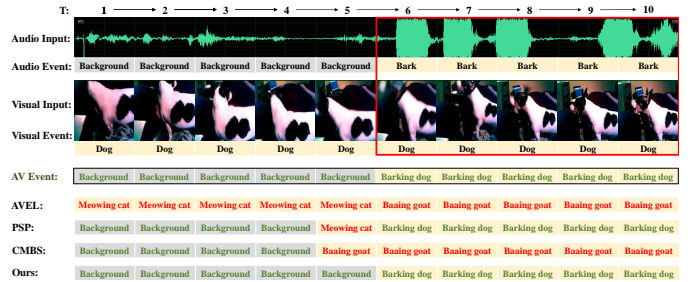 T: 1 2 3 4 5 6 7 8 9 10
Audio Input:
Audio Event: Background Background Background Background Background Bark Bark Bark Bark Bark
Visual Input:
Visual Event:
Dog Dog Dog Dog Dog Dog Dog Dog Dog Dog
AV Event: Background Background Background Background Background Barking dog Barking dog Barking dog Barking dog Barking dog
AVEL: Meowing cat Meowing cat Meowing cat Meowing cat Meowing cat Baaing goat Baaing goat Baaing goat Baaing goat Baaing goat
PSP: Background Background Background Background Meowing cat Barking dog Barking dog Barking dog Barking dog Barking dog
CMBS: Background Background Background Background Baaing goat Baaing goat Baaing goat Baaing goat Baaing goat Baaing goat
Ours: Background Background Background Background Background Barking dog Barking dog Barking dog Barking dog Barking dog